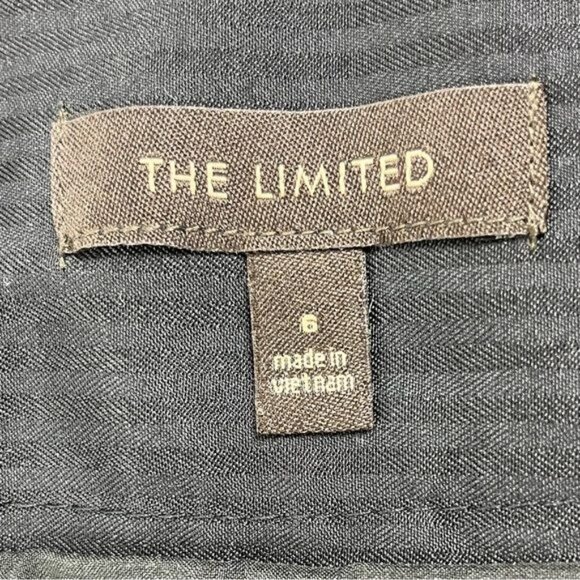 THE LIMITED
6
made in
vietnam